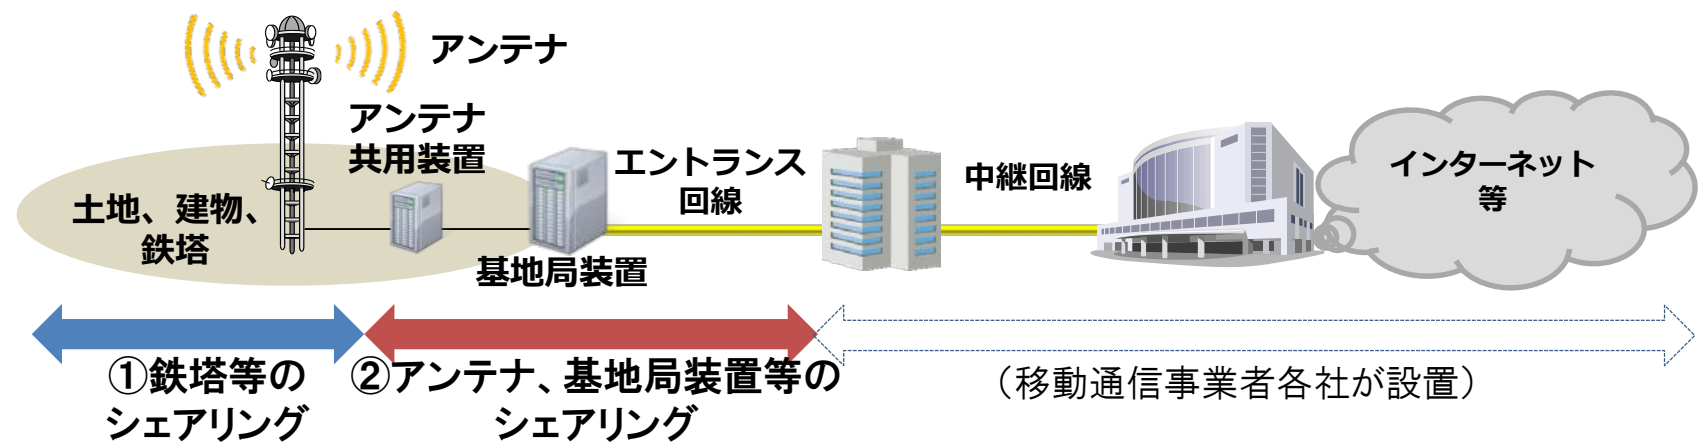 アンテナ
アンテナ
共用装置
土地、建物、
鉄塔
基地局装置
エントランス
回線
中継回線
インターネット
等
①鉄塔等の
シェアリング
②アンテナ、基地局装置等の
シェアリング
（移動通信事業者各社が設置）